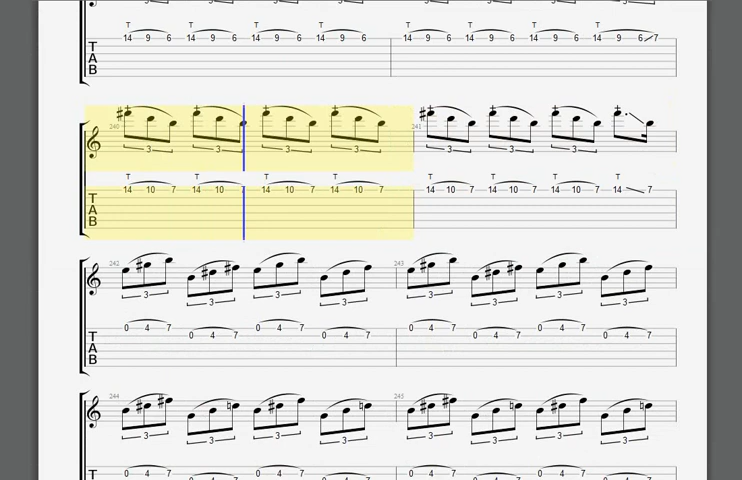 T T T T T T T T
14 9 6 14 9 6 14 9 6 14 9 6 14 9 6 14 9 6 14 9 6 14 9 6 7
TAB
240 241
3 3 3 3 3 3 3
T T T T T T T T
14 10 7 14 10 7 14 10 7 14 10 7 14 10 7 14 10 7 14 10 7 14 7
TAB
242 243
3 3 3 3 3 3 3 3
0 4 7 0 4 7 0 4 7 0 4 7 0 4 7 0 4 7 0 4 7 0 4 7
TAB
244 245
3 3 3 3 3 3 3 3
0 4 7 0 4 7 0 4 7 0 4 7 0 4 7 0 4 7 0 4 7 0 4 7